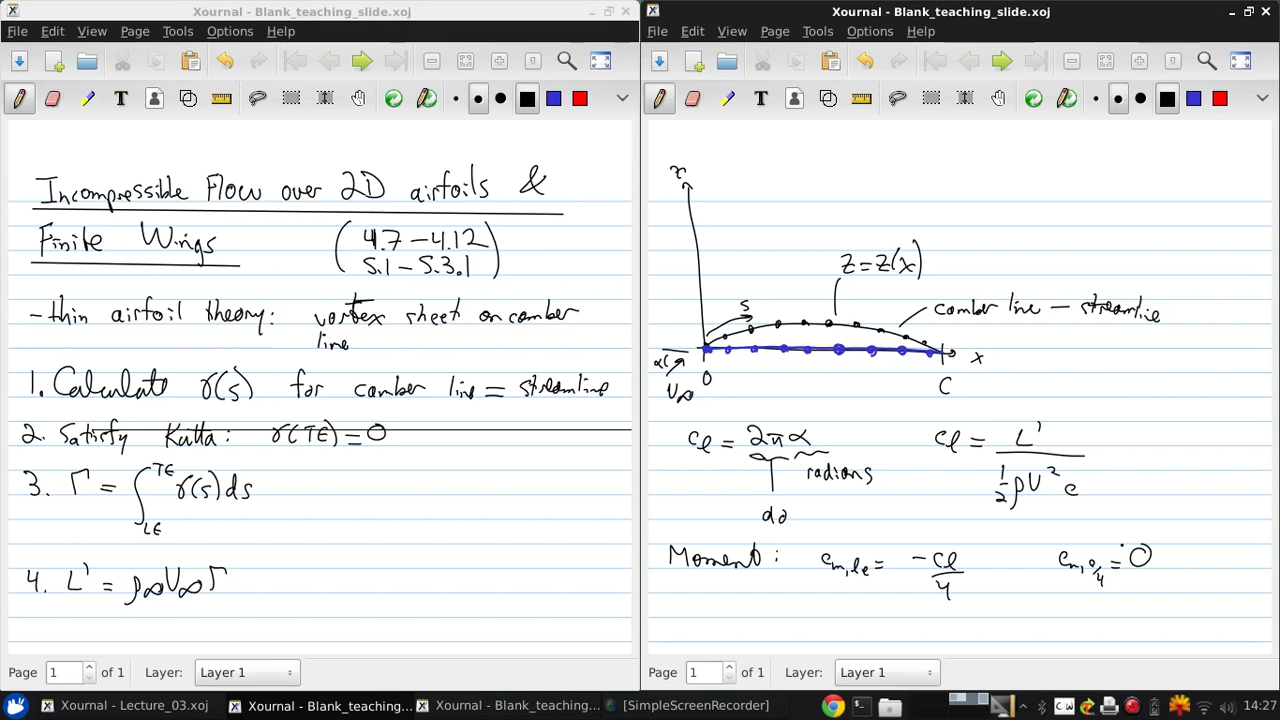 Xournal - Blank_teaching_slide.xoj
File Edit View Page Tools Options Help
Incompressible Flow over 2D airfoils &
Finite Wings (4.7 – 4.12
5.1 – 5.3.1)
- thin airfoil theory: vortex sheet on camber
line
1. Calculate γ(s) for camber line = streamline
2. Satisfy Kutta: γ(TE) = 0
3. Γ = ∫_LE^TE γ(s) ds
4. L' = ρ∞V∞Γ
Page 1 of 1 Layer: Layer 1
Xournal - Blank_teaching_slide.xoj
File Edit View Page Tools Options Help
z
Z = Z(x)
s
camber line – streamline
α
x
V∞
0
C
cl = 2πα
radians
cl = L' / (1/2 ρV² c)
Moment: cm,le = -cl/4 cm,c/4 = 0
Page 1 of 1 Layer: Layer 1
Xournal - Lecture_03.xoj
Xournal - Blank_teaching...
Xournal - Blank_teaching...
[SimpleScreenRecorder]
14:27